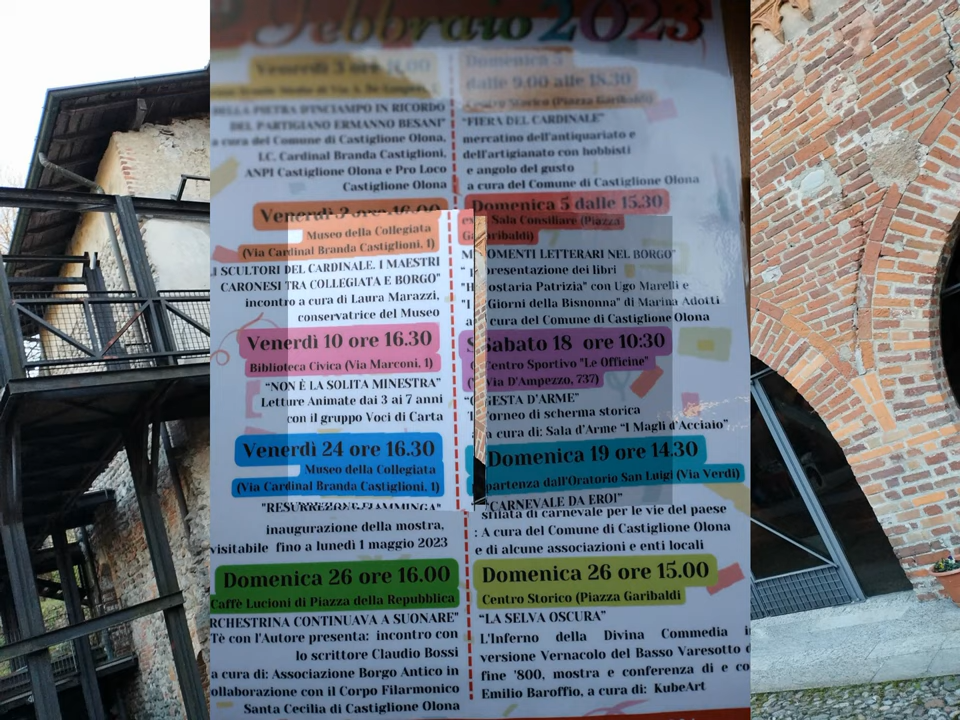 Febbraio 2023
Venerdì 3 ore 18.00
DELLA PIETRA D'INCIAMPO IN RICORDO
DEL PARTIGIANO ERMANNO BESANI"
a cura del Comune di Castiglione Olona,
I.C. Cardinal Branda Castiglioni,
ANPI Castiglione Olona e Pro Loco
Castiglione Olona
Venerdì 3 ore 16.00
Museo della Collegiata
(Via Cardinal Branda Castiglioni, 1)
I SCULTORI DEL CARDINALE. I MAESTRI
CARONESI TRA COLLEGIATA E BORGO"
incontro a cura di Laura Marazzi,
conservatrice del Museo
Venerdì 10 ore 16.30
Biblioteca Civica (Via Marconi, 1)
"NON È LA SOLITA MINESTRA"
Letture Animate dai 3 ai 7 anni
con il gruppo Voci di Carta
Venerdì 24 ore 16.30
Museo della Collegiata
(Via Cardinal Branda Castiglioni, 1)
inaugurazione della mostra,
visitabile fino a lunedì 1 maggio 2023
Domenica 26 ore 16.00
Caffè Lucioni di Piazza della Repubblica
RCHESTRINA CONTINUAVA A SUONARE"
Tè con l'Autore presenta: incontro con
lo scrittore Claudio Bossi
a cura di: Associazione Borgo Antico in
ollaborazione con il Corpo Filarmonico
Santa Cecilia di Castiglione Olona
Domenica 5
dalle 9.00 alle 18.30
Centro Storico (Piazza Garibaldi)
"FIERA DEL CARDINALE"
mercatino dell'antiquariato e
dell'artigianato con hobbisti
e angolo del gusto
a cura del Comune di Castiglione Olona
Domenica 5 dalle 15.30
Sala Consiliare (Piazza
Garibaldi)
MOMENTI LETTERARI NEL BORGO"
presentazione dei libri
ostaria Patrizia" con Ugo Marelli e
Giorni della Bisnonna" di Marina Adotti
a cura del Comune di Castiglione Olona
Sabato 18 ore 10:30
Centro Sportivo "Le Officine"
Via D'Ampezzo, 737)
GESTA D'ARME"
Torneo di scherma storica
a cura di: Sala d'Arme "I Magli d'Acciaio"
Domenica 19 ore 14.30
partenza dall'Oratorio San Luigi (Via Verdi)
"CARNEVALE DA EROI"
sfilata di carnevale per le vie del paese
: A cura del Comune di Castiglione Olona
e di alcune associazioni e enti locali
Domenica 26 ore 15.00
Centro Storico (Piazza Garibaldi
"LA SELVA OSCURA"
L'Inferno della Divina Commedia
versione Vernacolo del Basso Varesotto d
fine '800, mostra e conferenza di e co
Emilio Baroffio, a cura di: KubeArt